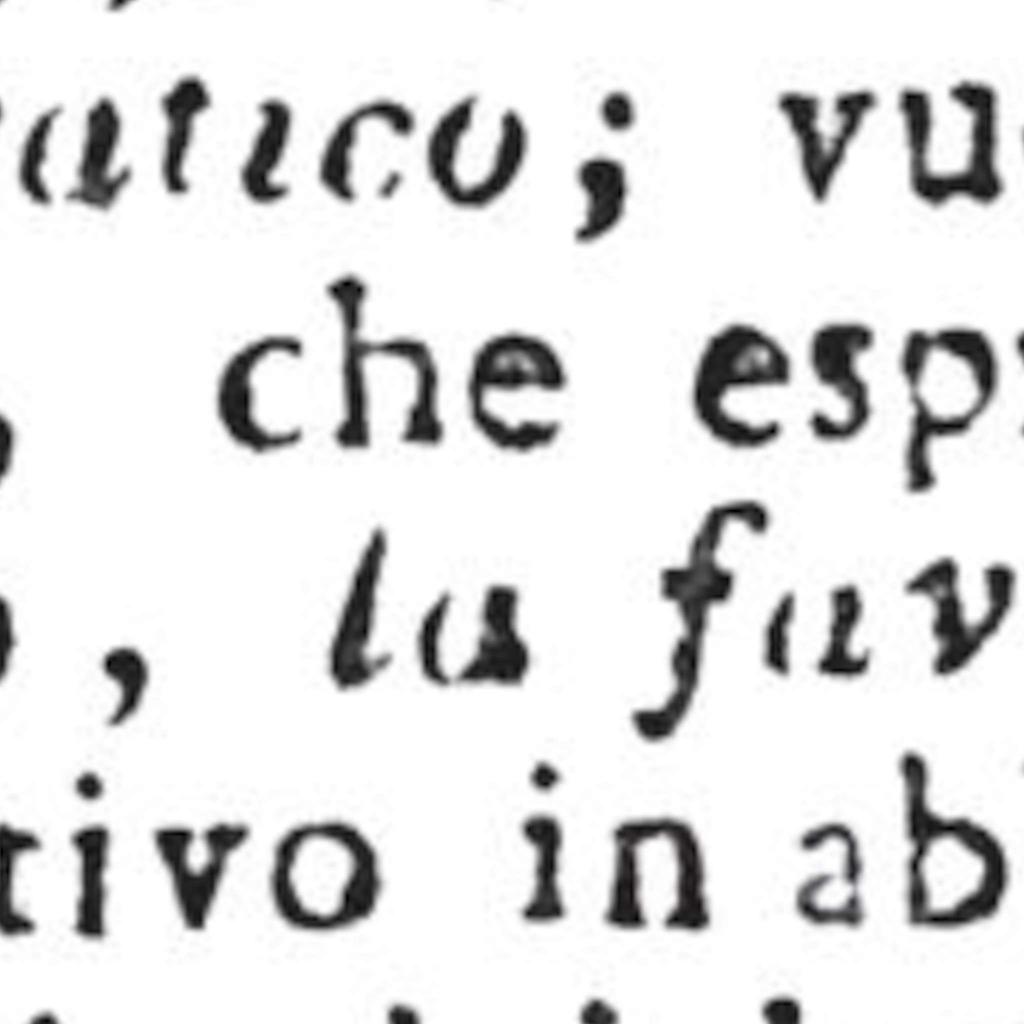 atico; vu
che esp
, la fav
tivo in ab